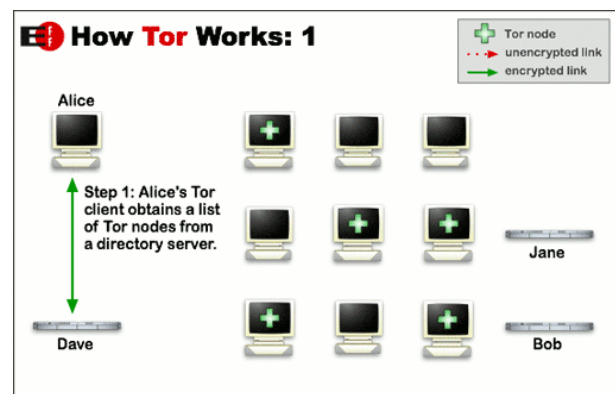 EFF How Tor Works: 1
Tor node
unencrypted link
encrypted link
Alice
Step 1: Alice's Tor
client obtains a list
of Tor nodes from
a directory server.
Jane
Dave
Bob